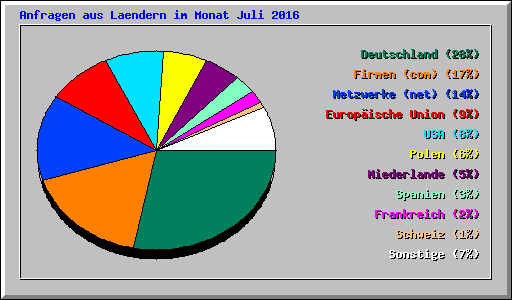 Anfragen aus Laendern im Monat Juli 2016
Deutschland (28%)
Firmen (com) (17%)
Netzwerke (net) (14%)
Europäische Union (9%)
USA (8%)
Polen (6%)
Niederlande (5%)
Spanien (3%)
Frankreich (2%)
Schweiz (1%)
Sonstige (7%)